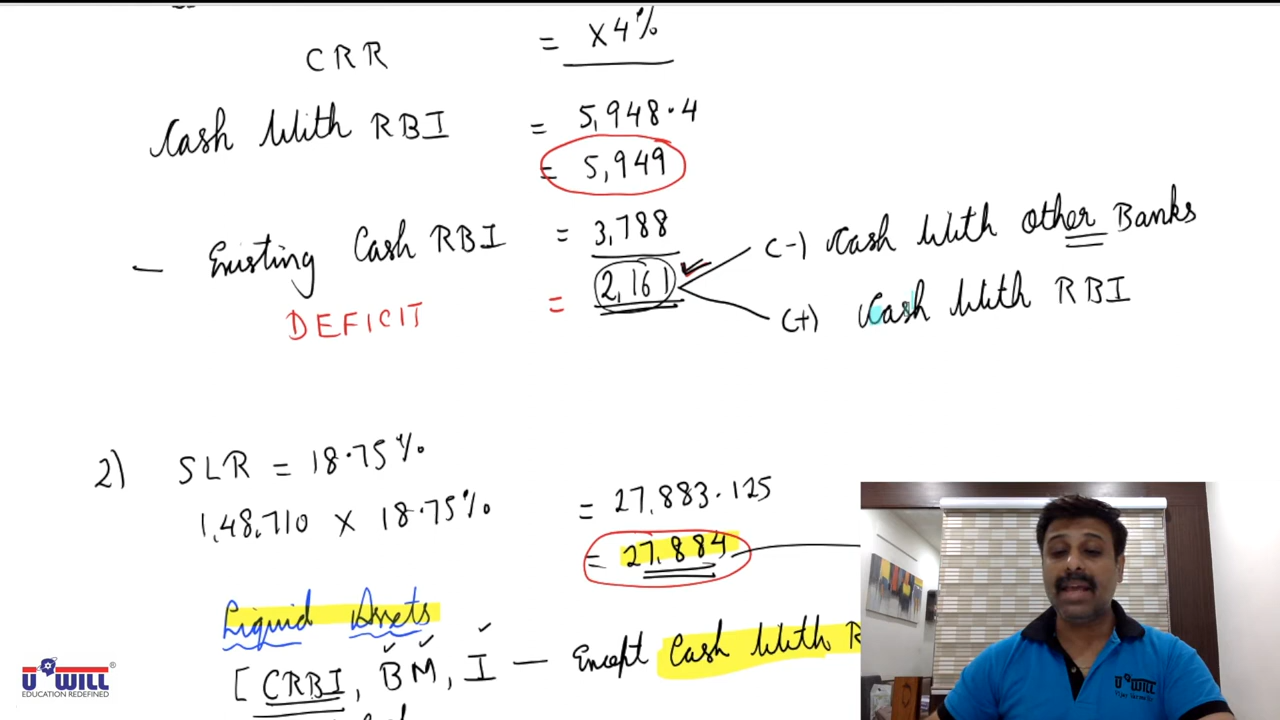 CRR = x4%
Cash With RBI = 5,948.4
= 5,949
- Existing Cash RBI = 3,788
DEFICIT = 2,161
(-) Cash With Other Banks
(+) Cash With RBI
2) SLR = 18.75%
1,48,710 x 18.75% = 27,883.125
= 27,884
Liquid Assets
[CRBI, BM, I - Except Cash With R
U WILL
EDUCATION REDEFINED
U WILL